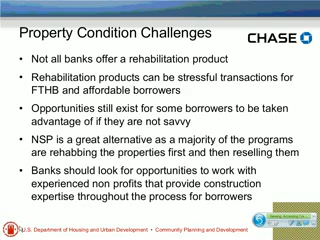 Property Condition Challenges
CHASE
• Not all banks offer a rehabilitation product
• Rehabilitation products can be stressful transactions for
FTHB and affordable borrowers
• Opportunities still exist for some borrowers to be taken
advantage of if they are not savvy
• NSP is a great alternative as a majority of the programs
are rehabbing the properties first and then reselling them
• Banks should look for opportunities to work with
experienced non profits that provide construction
expertise throughout the process for borrowers
U.S. Department of Housing and Urban Development • Community Planning and Development